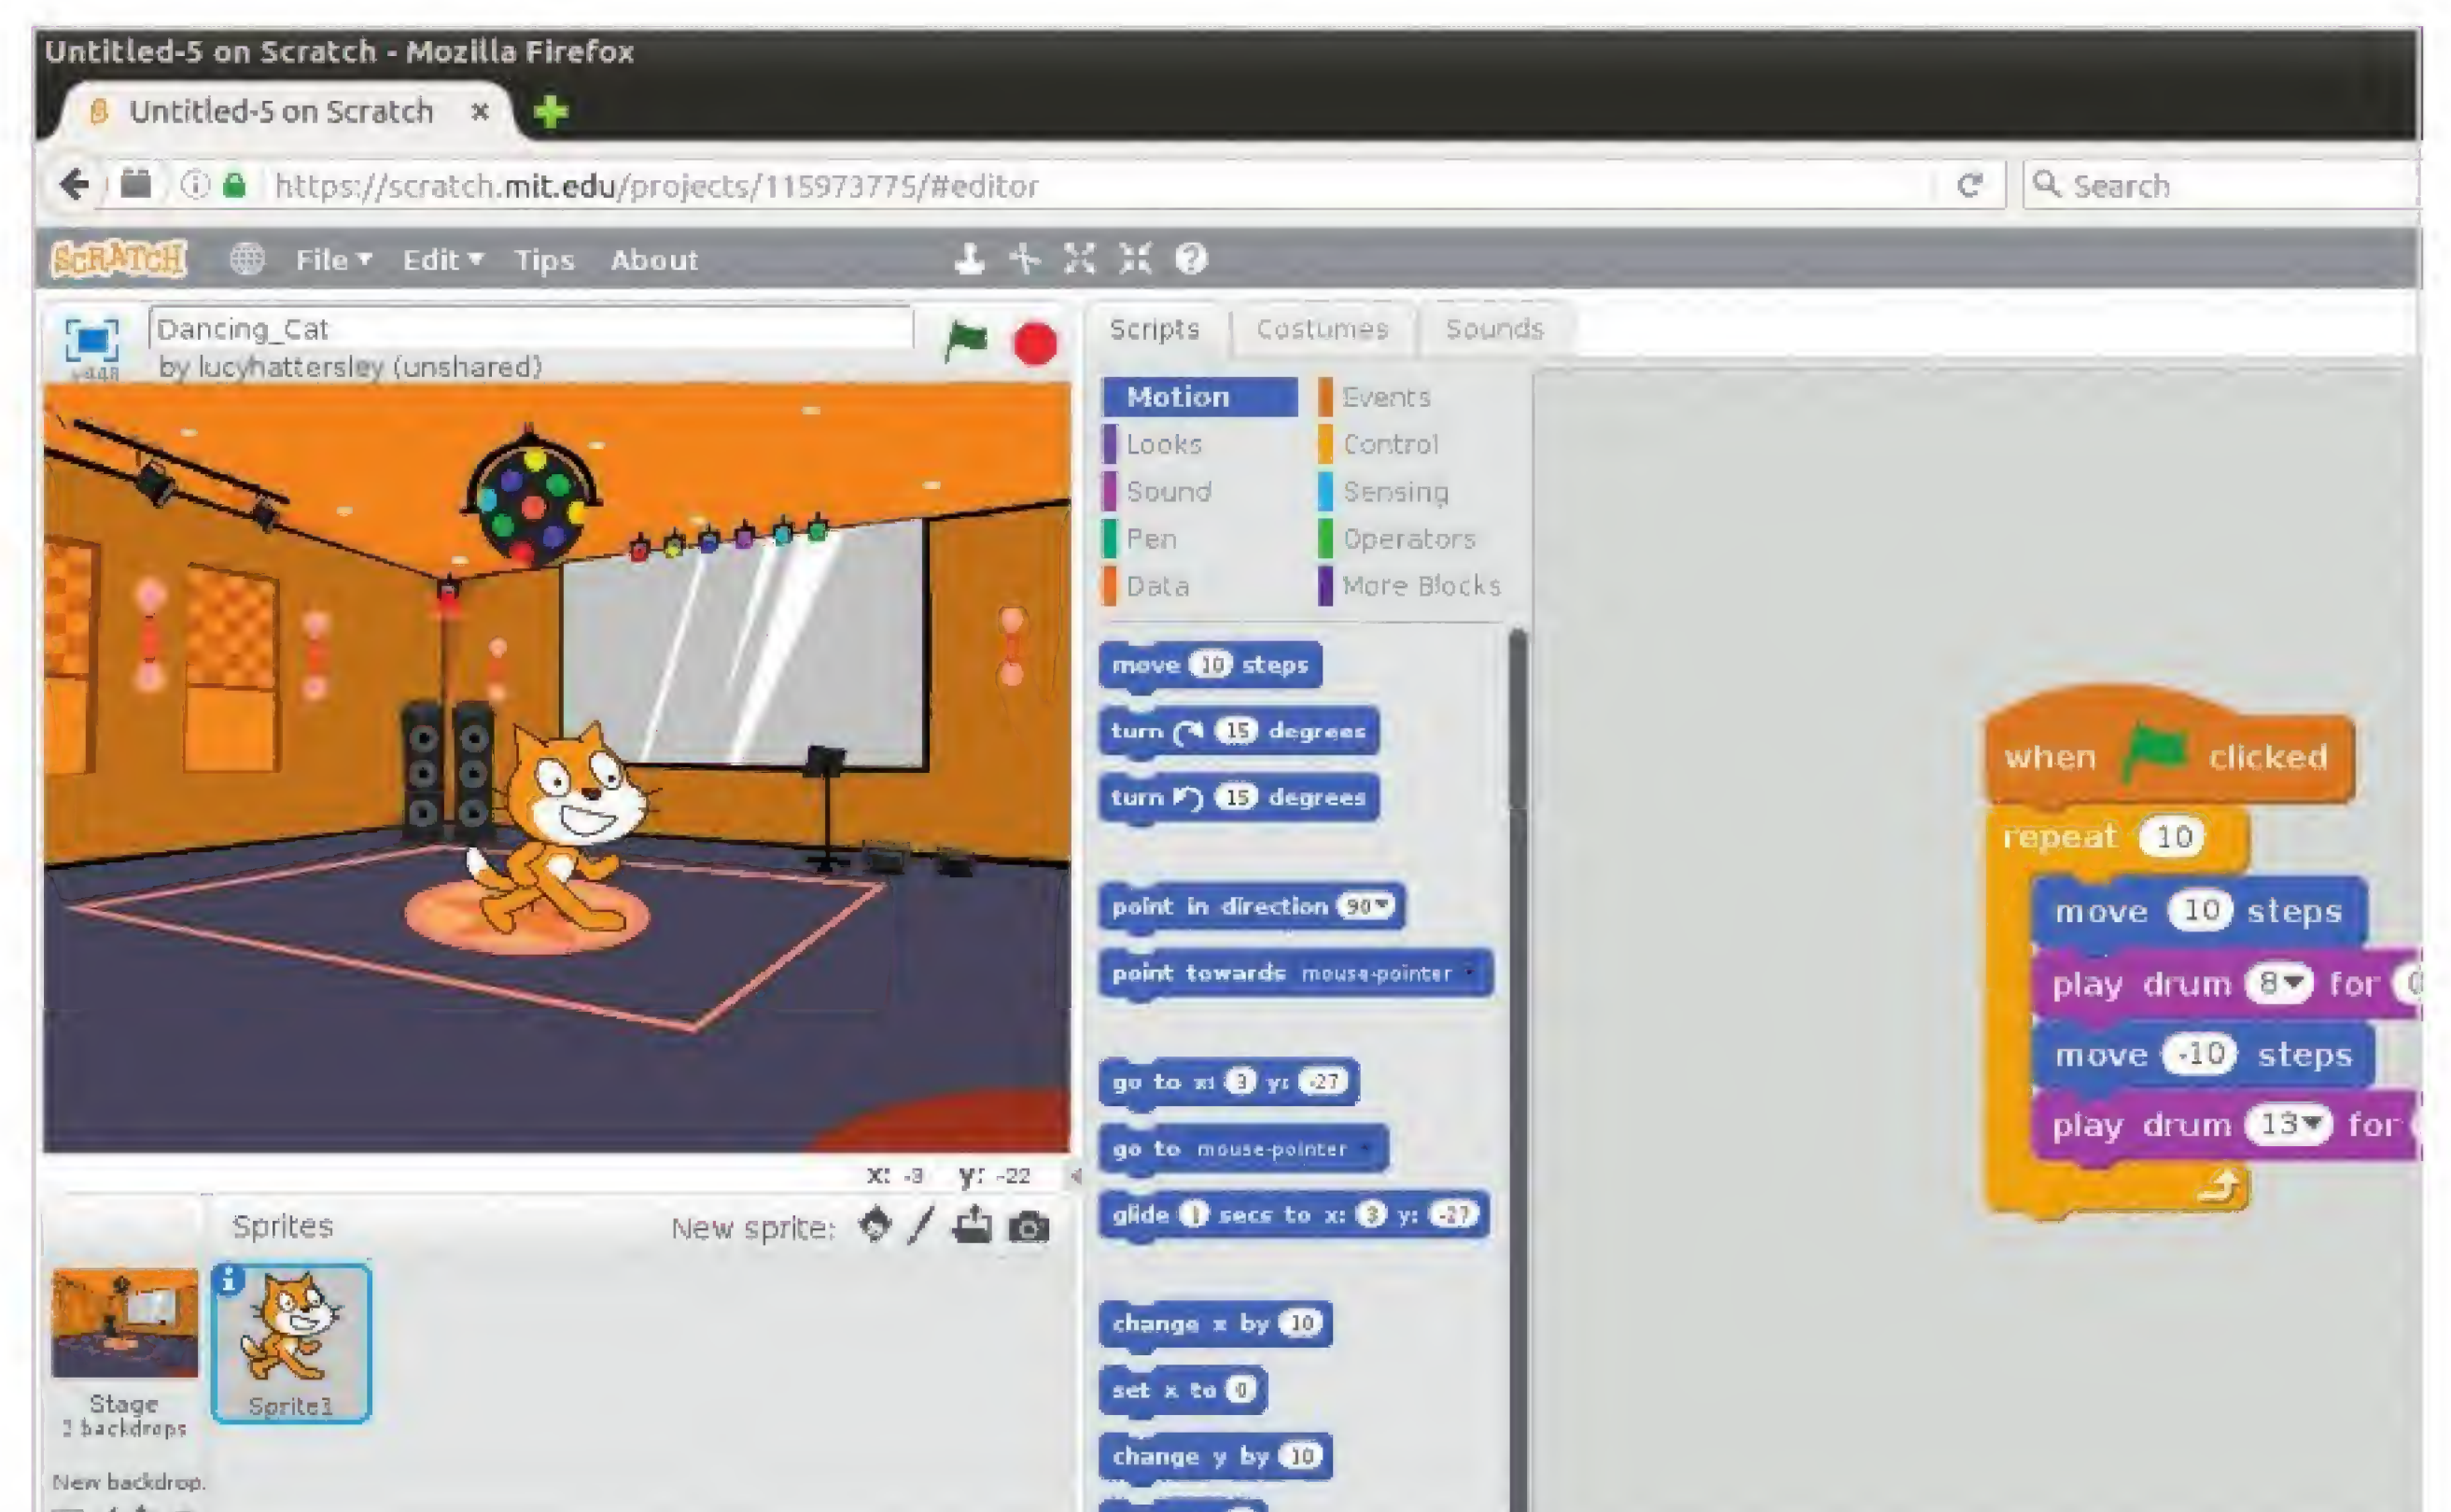 Untitled-5 on Scratch - Mozilla Firefox
Untitled-5 on Scratch
https://scratch.mit.edu/projects/115973775/#editor
Search
SCRATCH File Edit Tips About
Dancing_Cat
by lucyhattersley (unshared)
Scripts Costumes Sounds
Motion Events
Looks Control
Sound Sensing
Pen Operators
Data More Blocks
move 10 steps
turn 15 degrees
turn 15 degrees
point in direction 90
point towards mouse-pointer
go to x: 3 y: -27
go to mouse-pointer
glide 1 secs to x: 3 y: -27
change x by 10
set x to 0
change y by 10
when clicked
repeat 10
move 10 steps
play drum 8 for
move -10 steps
play drum 13 for
x: -3 y: -22
Sprites New sprite:
Stage
backdrops
Sprite1
New backdrop: